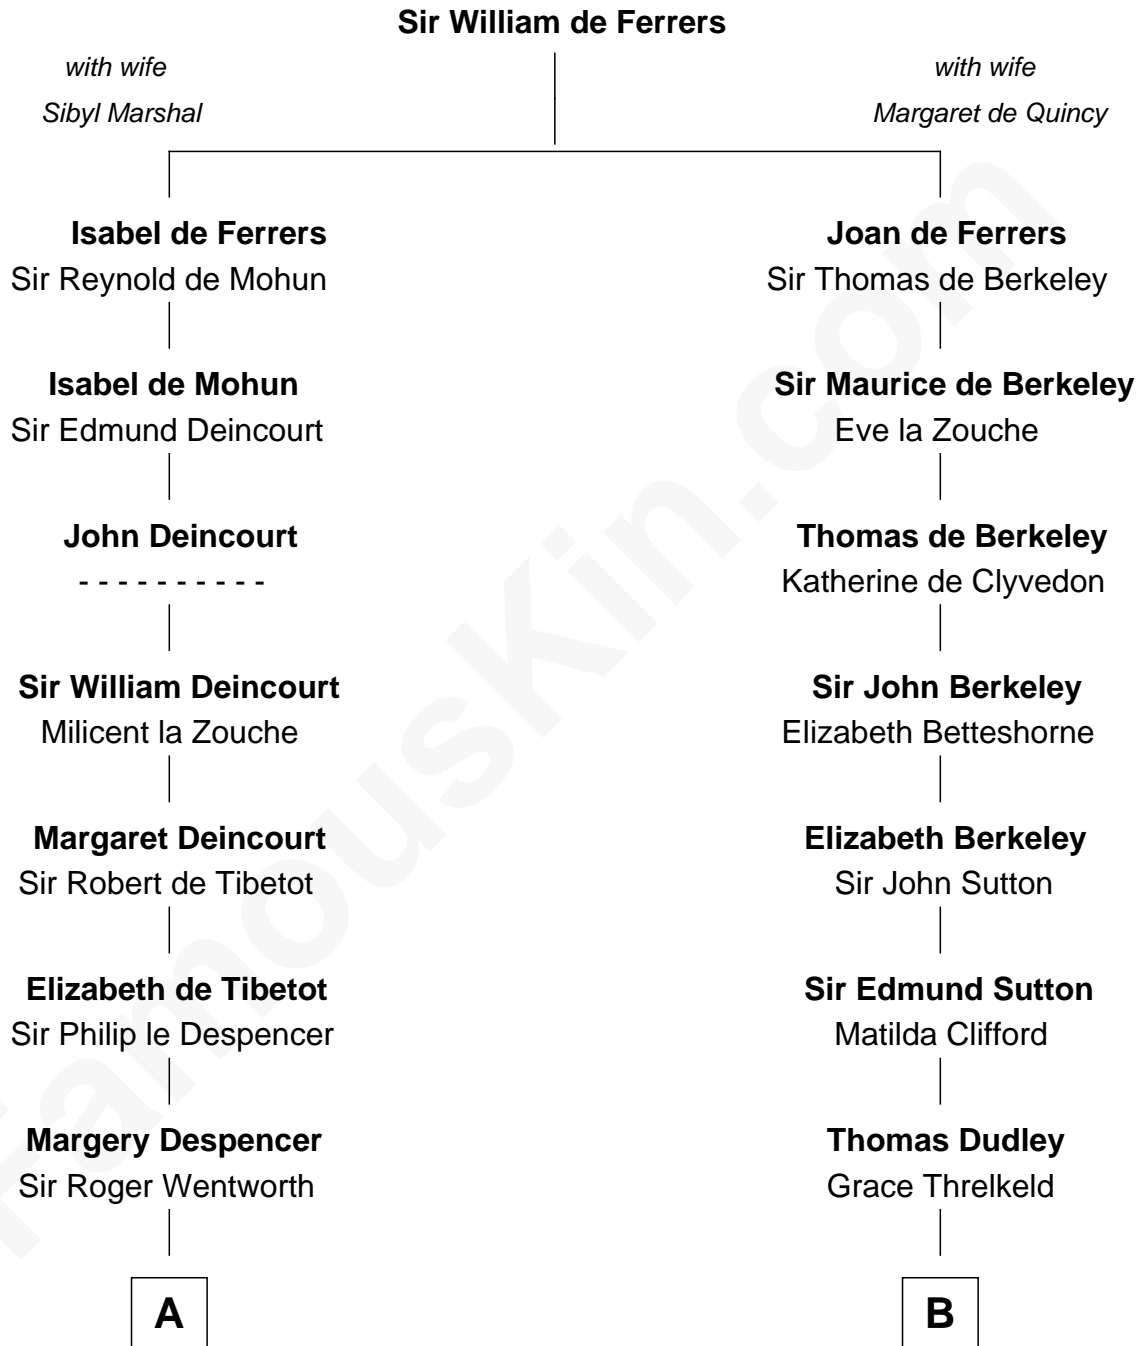 Sir William de Ferrers
with wife
Sibyl Marshal
with wife
Margaret de Quincy
Isabel de Ferrers
Sir Reynold de Mohun
Joan de Ferrers
Sir Thomas de Berkeley
Isabel de Mohun
Sir Edmund Deincourt
Sir Maurice de Berkeley
Eve la Zouche
John Deincourt
- - - - - - - - - -
Thomas de Berkeley
Katherine de Clyvedon
Sir William Deincourt
Milicent la Zouche
Sir John Berkeley
Elizabeth Betteshorne
Margaret Deincourt
Sir Robert de Tibetot
Elizabeth Berkeley
Sir John Sutton
Elizabeth de Tibetot
Sir Philip le Despencer
Sir Edmund Sutton
Matilda Clifford
Margery Despencer
Sir Roger Wentworth
Thomas Dudley
Grace Threlkeld
A
B
FamousKin.com